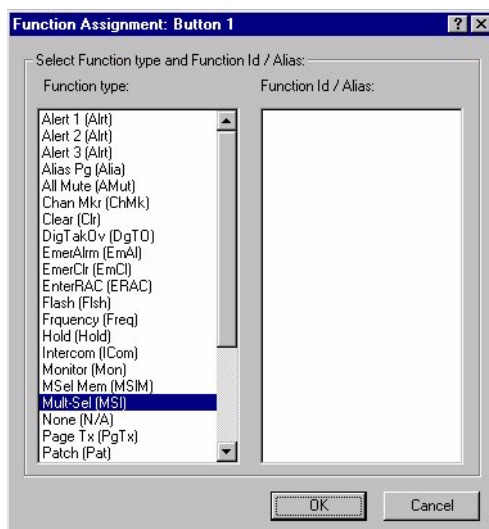 Function Assignment: Button 1
Select Function type and Function Id / Alias:
Function type:
Function Id / Alias:
Alert 1 (Alrt)
Alert 2 (Alrt)
Alert 3 (Alrt)
Alias Pg (Alia)
All Mute (AMut)
Chan Mkr (ChMk)
Clear (Clr)
DigTakOv (DgTO)
EmerAlrm (EmAl)
EmerClr (EmCl)
EnterRAC (ERAC)
Flash (Flsh)
Frquency (Freq)
Hold (Hold)
Intercom (ICom)
Monitor (Mon)
MSel Mem (MSlM)
Mult-Sel (MSl)
None (N/A)
Page Tx (PgTx)
Patch (Pat)
OK
Cancel